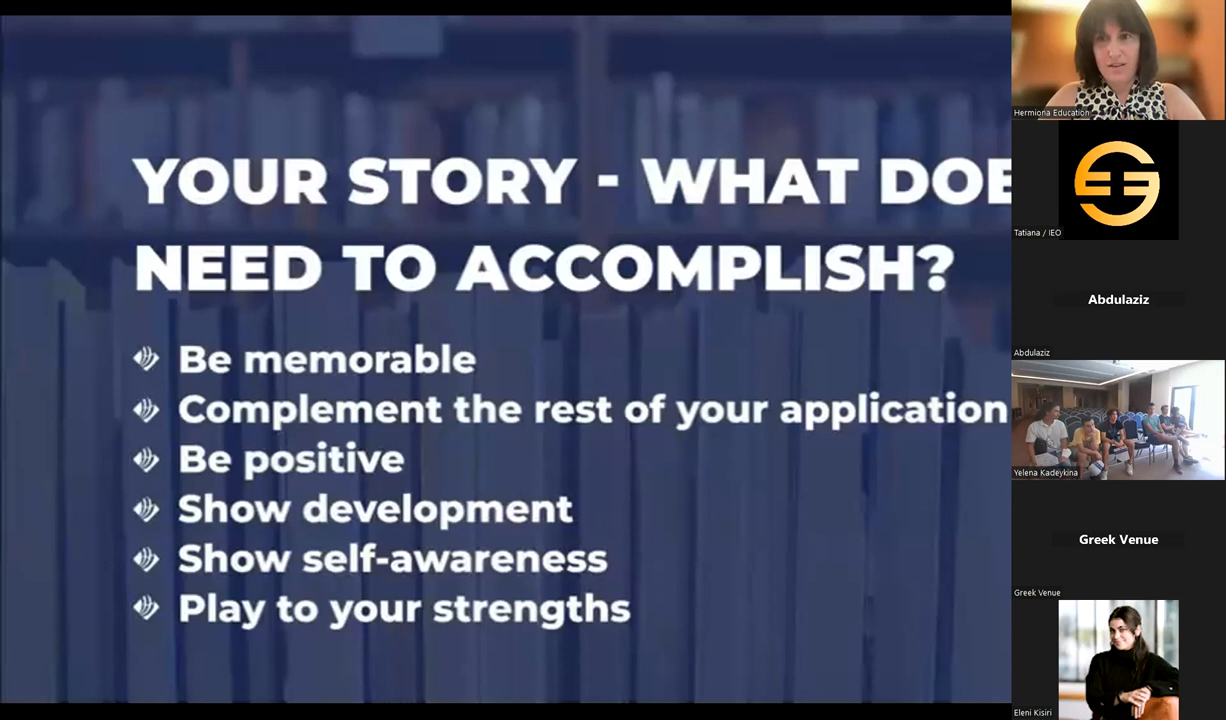 YOUR STORY - WHAT DOE
NEED TO ACCOMPLISH?
Be memorable
Complement the rest of your application
Be positive
Show development
Show self-awareness
Play to your strengths
Hermiona Education
Tatiana / IEO
Abdulaziz
Abdulaziz
Yelena Kadeykina
Greek Venue
Greek Venue
Eleni Kisiri